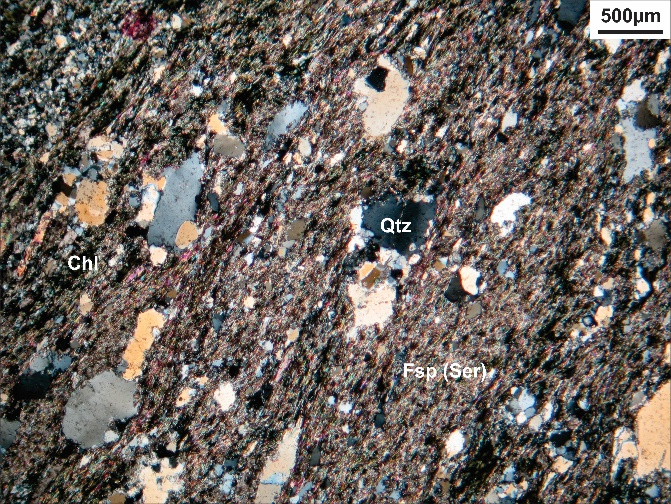 500µm
Qtz
Chl
Fsp (Ser)